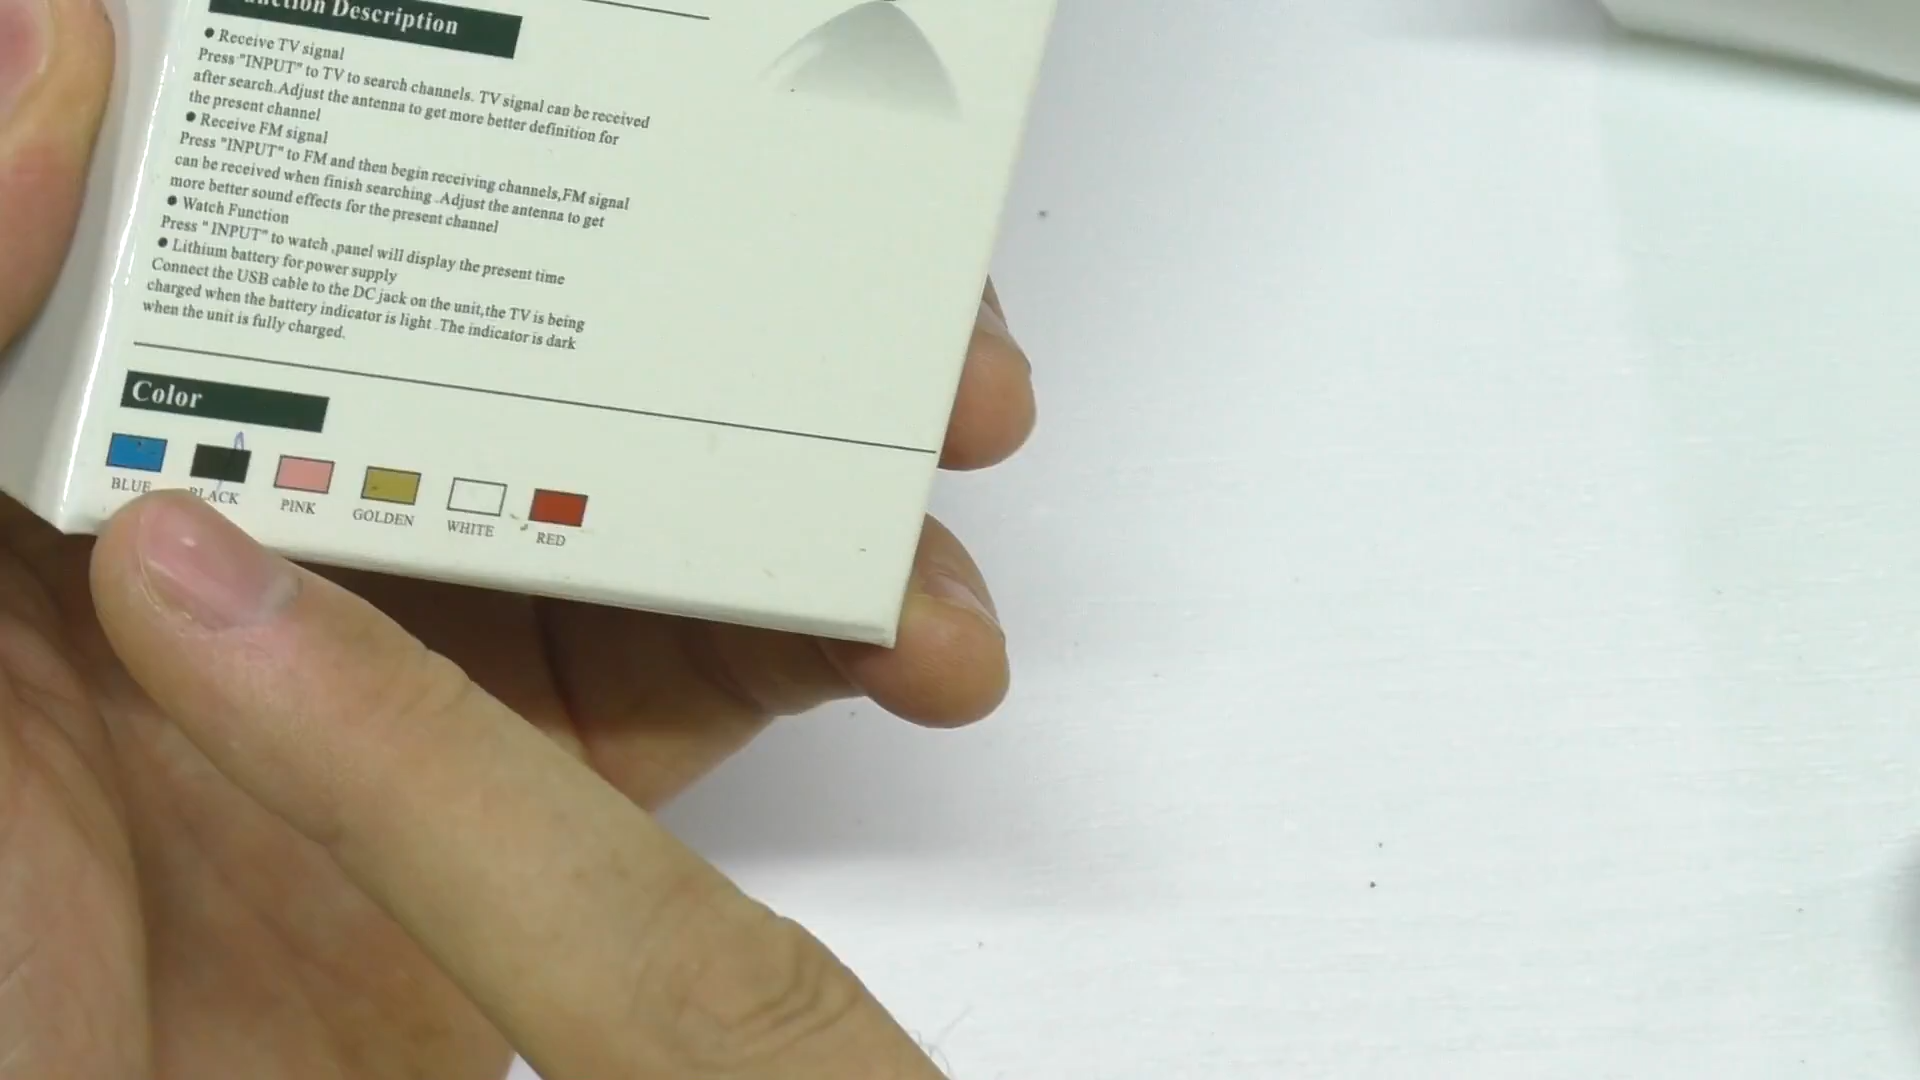 Function Description
● Receive TV signal
Press "INPUT" to TV to search channels. TV signal can be received
after search.Adjust the antenna to get more better definition for
the present channel
● Receive FM signal
Press "INPUT" to FM and then begin receiving channels,FM signal
can be received when finish searching .Adjust the antenna to get
more better sound effects for the present channel
● Watch Function
Press " INPUT" to watch ,panel will display the present time
● Lithium battery for power supply
Connect the USB cable to the DC jack on the unit,the TV is being
charged when the battery indicator is light .The indicator is dark
when the unit is fully charged.
Color
BLUE BLACK PINK GOLDEN WHITE RED